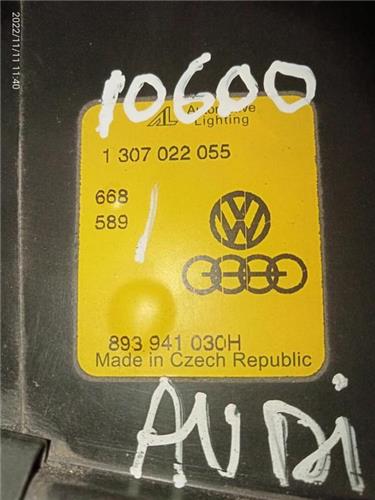 2022/11/11 11:40
10600
AL Automotive
Lighting
1 307 022 055
668
589 /
893 941 030H
Made in Czech Republic
AUDi